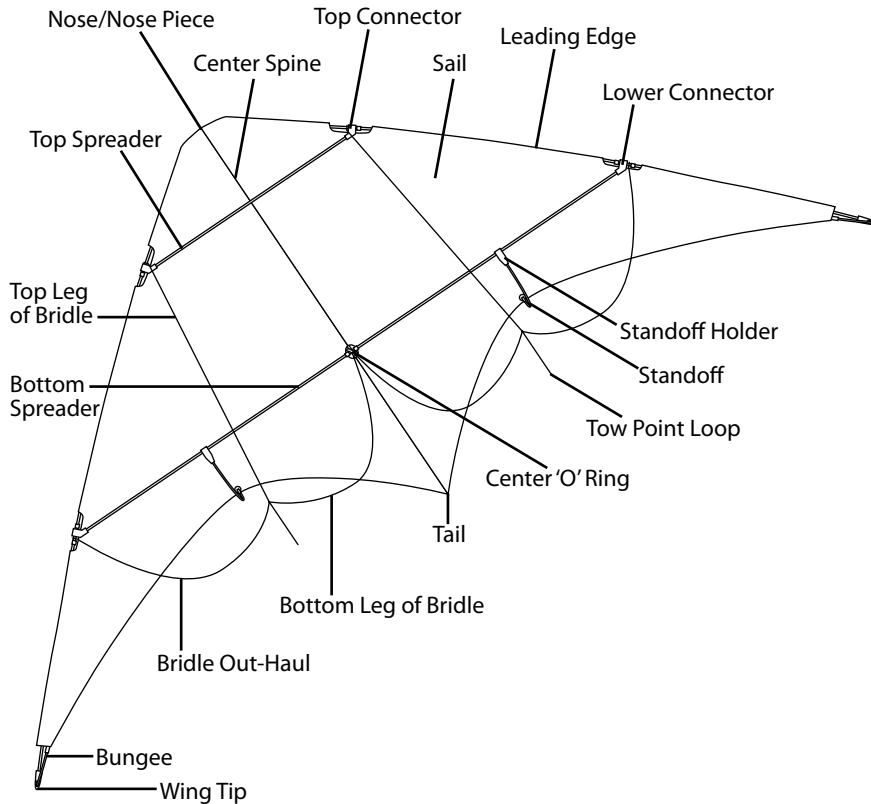 Nose/Nose Piece
Top Connector
Leading Edge
Center Spine
Sail
Lower Connector
Top Spreader
Top Leg
of Bridle
Standoff Holder
Standoff
Bottom
Spreader
Tow Point Loop
Center ‘O’ Ring
Tail
Bottom Leg of Bridle
Bridle Out-Haul
Bungee
Wing Tip